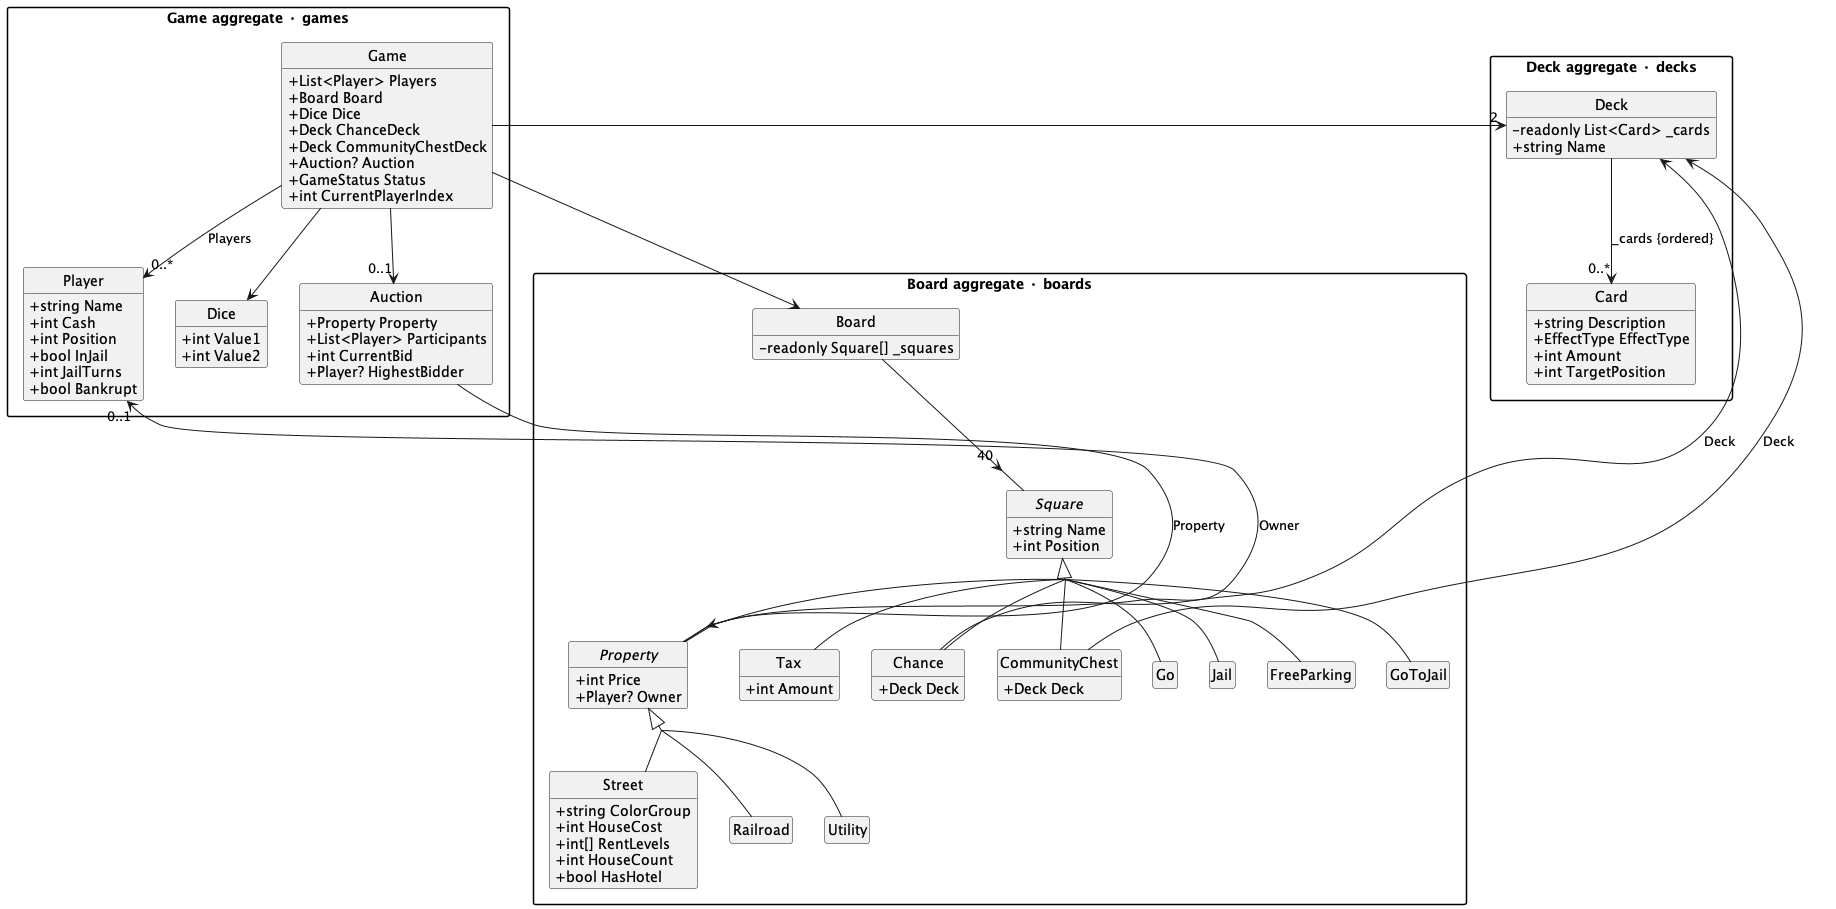 Game aggregate · games
Game
+List<Player> Players
+Board Board
+Dice Dice
+Deck ChanceDeck
+Deck CommunityChestDeck
+Auction? Auction
+GameStatus Status
+int CurrentPlayerIndex
Players
0..*
0..1
Player
+string Name
+int Cash
+int Position
+bool InJail
+int JailTurns
+bool Bankrupt
0..1
Dice
+int Value1
+int Value2
Auction
+Property Property
+List<Player> Participants
+int CurrentBid
+Player? HighestBidder
Deck aggregate · decks
2
Deck
-readonly List<Card> _cards
+string Name
_cards {ordered}
0..*
Card
+string Description
+EffectType EffectType
+int Amount
+int TargetPosition
Deck
Deck
Board aggregate · boards
Board
-readonly Square[] _squares
40
Square
+string Name
+int Position
Property
Owner
Property
+int Price
+Player? Owner
Tax
+int Amount
Chance
+Deck Deck
CommunityChest
+Deck Deck
Go
Jail
FreeParking
GoToJail
Street
+string ColorGroup
+int HouseCost
+int[] RentLevels
+int HouseCount
+bool HasHotel
Railroad
Utility